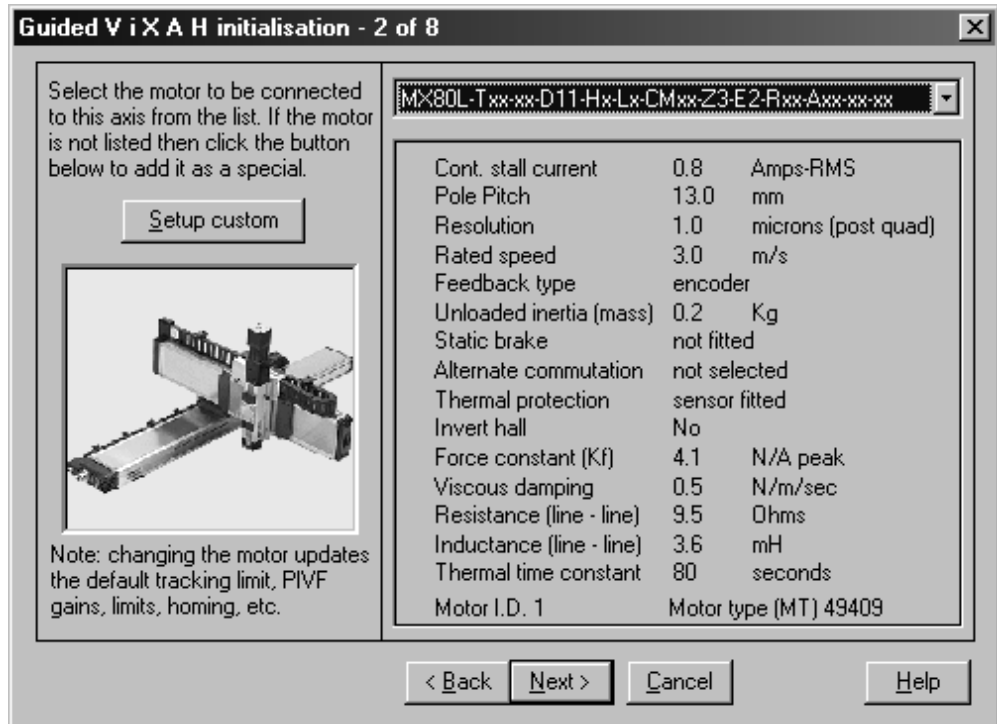 Guided V i X A H initialisation - 2 of 8
Select the motor to be connected
to this axis from the list. If the motor
is not listed then click the button
below to add it as a special.
Setup custom
Note: changing the motor updates
the default tracking limit, PIVF
gains, limits, homing, etc.
MX80L-Txx-xx-D11-Hx-Lx-CMxx-Z3-E2-Rxx-Axx-xx-xx
Cont. stall current 0.8 Amps-RMS
Pole Pitch 13.0 mm
Resolution 1.0 microns (post quad)
Rated speed 3.0 m/s
Feedback type encoder
Unloaded inertia (mass) 0.2 Kg
Static brake not fitted
Alternate commutation not selected
Thermal protection sensor fitted
Invert hall No
Force constant (Kf) 4.1 N/A peak
Viscous damping 0.5 N/m/sec
Resistance (line - line) 9.5 Ohms
Inductance (line - line) 3.6 mH
Thermal time constant 80 seconds
Motor I.D. 1 Motor type (MT) 49409
< Back Next > Cancel Help